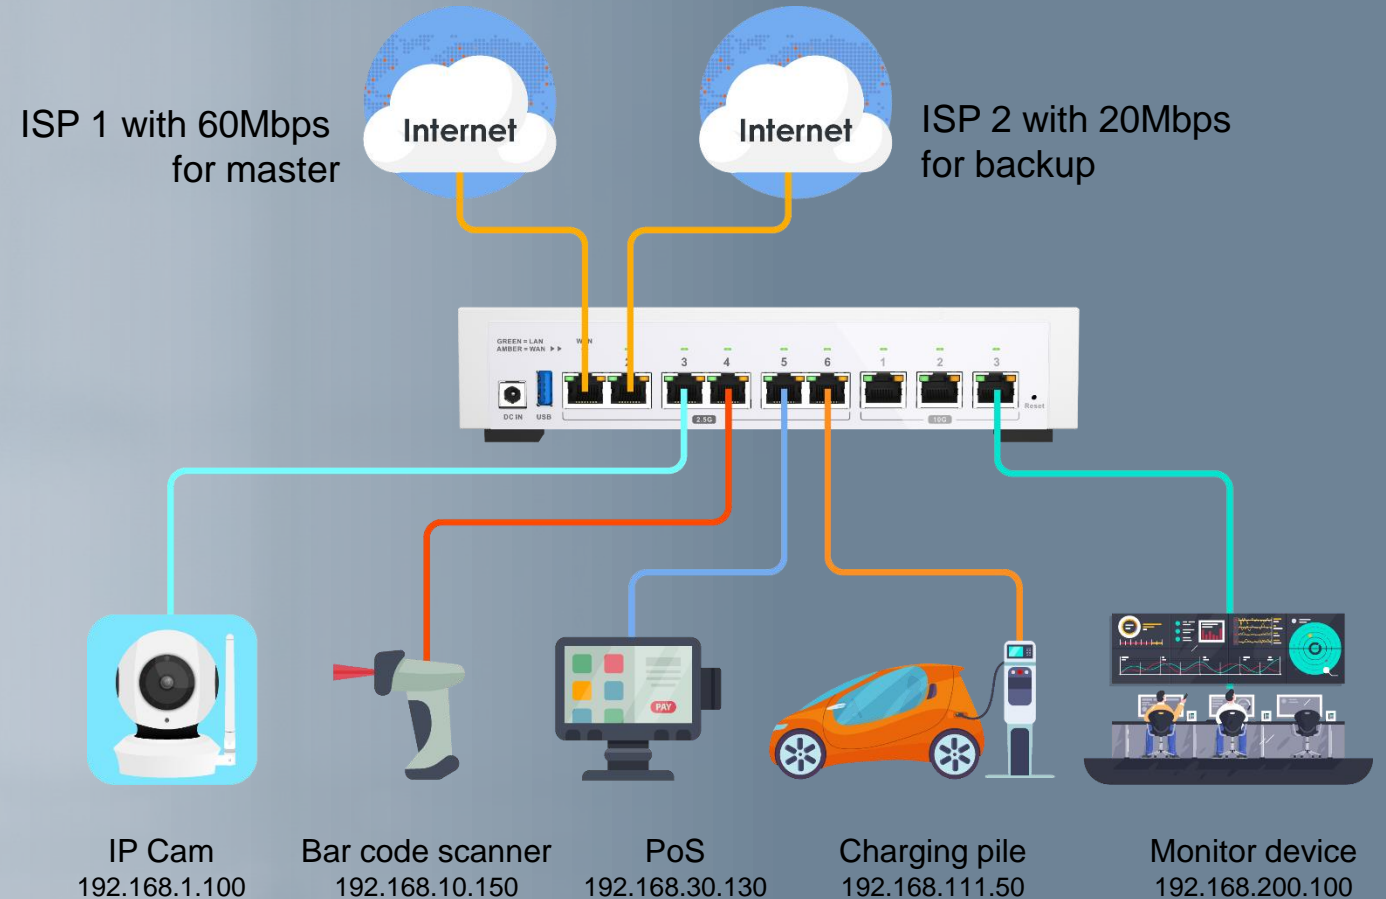 ISP 1 with 60Mbps
for master
Internet
Internet
ISP 2 with 20Mbps
for backup
GREEN = LAN
AMBER = WAN ▶ ▶
3
4
5
6
1
2
3
DC IN
USB
2.5G
10G
Reset
PAY
IP Cam
192.168.1.100
Bar code scanner
192.168.10.150
PoS
192.168.30.130
Charging pile
192.168.111.50
Monitor device
192.168.200.100